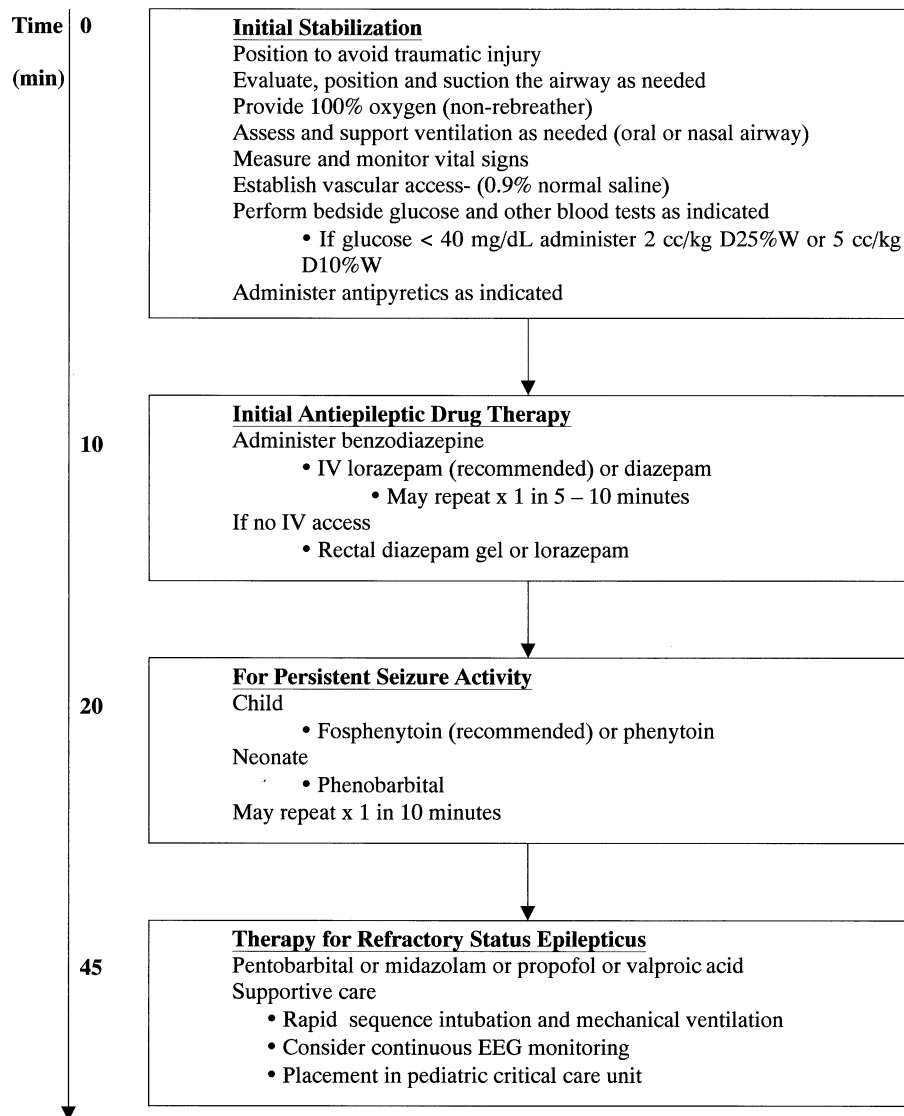 Time 0
(min)
Initial Stabilization
Position to avoid traumatic injury
Evaluate, position and suction the airway as needed
Provide 100% oxygen (non-rebreather)
Assess and support ventilation as needed (oral or nasal airway)
Measure and monitor vital signs
Establish vascular access- (0.9% normal saline)
Perform bedside glucose and other blood tests as indicated
• If glucose < 40 mg/dL administer 2 cc/kg D25%W or 5 cc/kg
D10%W
Administer antipyretics as indicated
10
Initial Antiepileptic Drug Therapy
Administer benzodiazepine
• IV lorazepam (recommended) or diazepam
• May repeat x 1 in 5 – 10 minutes
If no IV access
• Rectal diazepam gel or lorazepam
20
For Persistent Seizure Activity
Child
• Fosphenytoin (recommended) or phenytoin
Neonate
• Phenobarbital
May repeat x 1 in 10 minutes
45
Therapy for Refractory Status Epilepticus
Pentobarbital or midazolam or propofol or valproic acid
Supportive care
• Rapid sequence intubation and mechanical ventilation
• Consider continuous EEG monitoring
• Placement in pediatric critical care unit